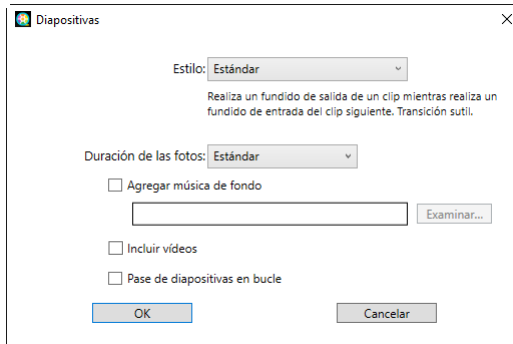 Diapositivas
Estilo: Estándar
Realiza un fundido de salida de un clip mientras realiza un
fundido de entrada del clip siguiente. Transición sutil.
Duración de las fotos: Estándar
Agregar música de fondo
Examinar...
Incluir vídeos
Pase de diapositivas en bucle
OK Cancelar